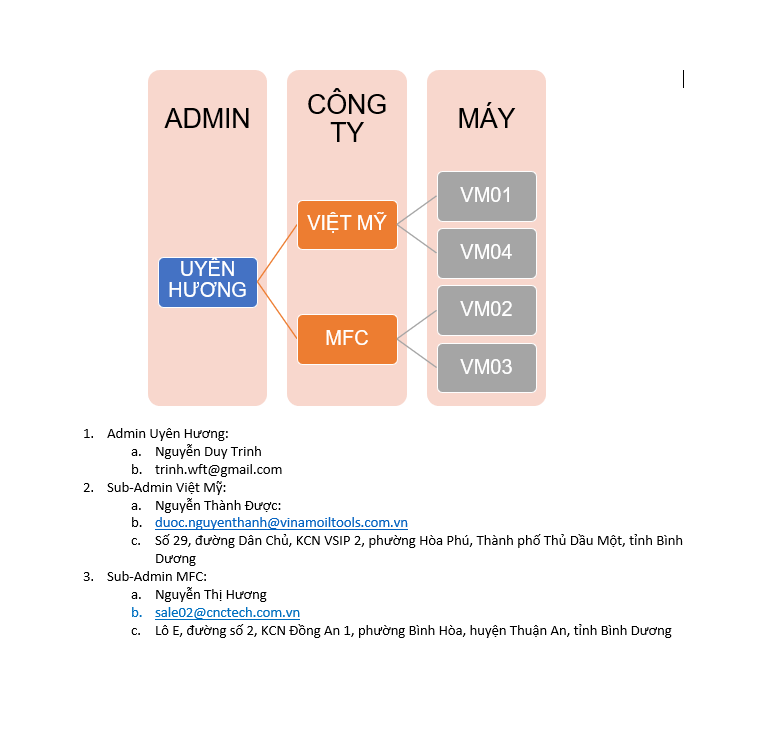 ADMIN
CÔNG
TY
MÁY
UYÊN
HƯƠNG
VIỆT MỸ
MFC
VM01
VM04
VM02
VM03
1. Admin Uyên Hương:
a. Nguyễn Duy Trinh
b. trinh.wft@gmail.com
2. Sub-Admin Việt Mỹ:
a. Nguyễn Thành Được:
b. duoc.nguyenthanh@vinamoiltools.com.vn
c. Số 29, đường Dân Chủ, KCN VSIP 2, phường Hòa Phú, Thành phố Thủ Dầu Một, tỉnh Bình
Dương
3. Sub-Admin MFC:
a. Nguyễn Thị Hương
b. sale02@cnctech.com.vn
c. Lô E, đường số 2, KCN Đồng An 1, phường Bình Hòa, huyện Thuận An, tỉnh Bình Dương